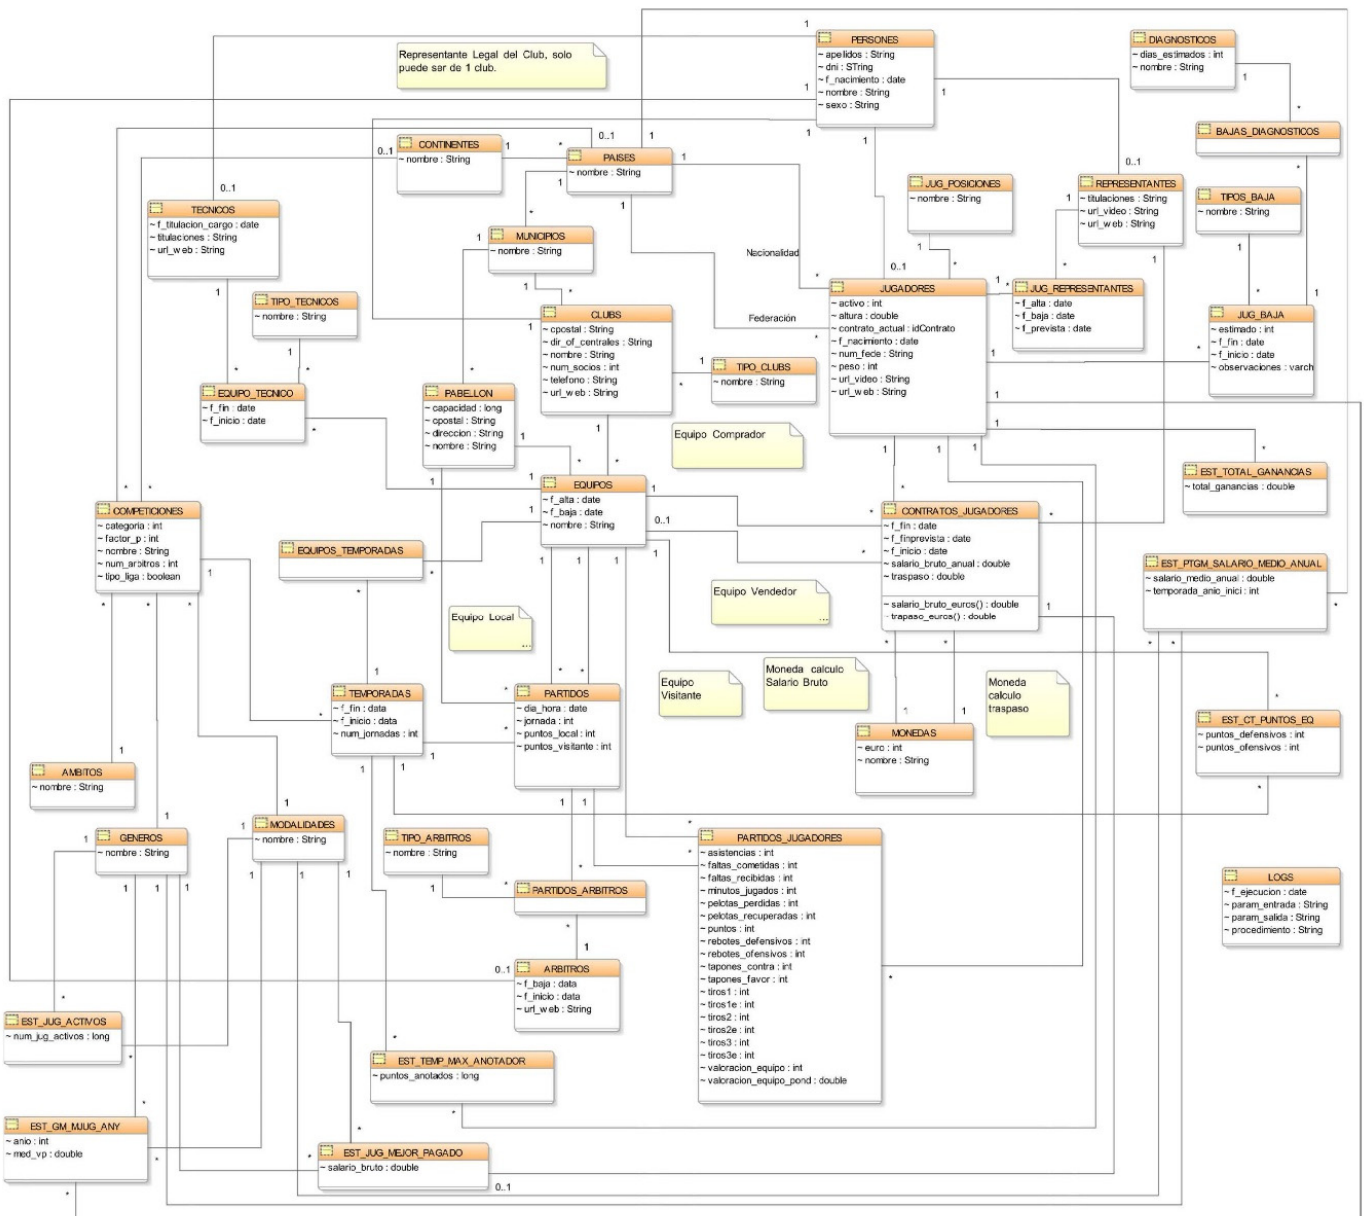 PERSONES
~ apelidos : String
~ dni : STring
~ f_nacimiento : date
~ nombre : String
~ sexo : String
DIAGNOSTICOS
~ dias_estimados : int
~ nombre : String
Representante Legal del Club, solo
puede ser de 1 club.
BAJAS_DIAGNOSTICOS
CONTINENTES
~ nombre : String
PAISES
~ nombre : String
JUG_POSICIONES
~ nombre : String
REPRESENTANTES
~ titulaciones : String
~ url_video : String
~ url_web : String
TIPOS_BAJA
~ nombre : String
TECNICOS
~ f_titulacion_cargo : date
~ titulaciones : String
~ url_web : String
MUNICIPIOS
~ nombre : String
Nacionalidad
Federación
TIPO_TECNICOS
~ nombre : String
CLUBS
~ cpostal : String
~ dir_of_centrales : String
~ nombre : String
~ num_socios : int
~ telefono : String
~ url_web : String
JUGADORES
~ activo : int
~ altura : double
~ contrato_actual : idContrato
~ f_nacimiento : date
~ num_fede : String
~ peso : int
~ url_video : String
~ url_web : String
JUG_REPRESENTANTES
~ f_alta : date
~ f_baja : date
~ f_prevista : date
JUG_BAJA
~ estimado : int
~ f_fin : date
~ f_inicio : date
~ observaciones : varch
TIPO_CLUBS
~ nombre : String
EQUIPO_TECNICO
~ f_fin : date
~ f_inicio : date
PABELLON
~ capacidad : long
~ cpostal : String
~ direccion : String
~ nombre : String
Equipo Comprador
EST_TOTAL_GANANCIAS
~ total_ganancias : double
EQUIPOS
~ f_alta : date
~ f_baja : date
~ nombre : String
COMPETICIONES
~ categoria : int
~ factor_p : int
~ nombre : String
~ num_arbitros : int
~ tipo_liga : boolean
CONTRATOS_JUGADORES
~ f_fin : date
~ f_finprevista : date
~ f_inicio : date
~ salario_bruto_anual : double
~ traspaso : double
~ salario_bruto_euros() : double
~ trapaso_euros() : double
EQUIPOS_TEMPORADAS
EST_PTGM_SALARIO_MEDIO_ANUAL
~ salario_medio_anual : double
~ temporada_anio_inici : int
Equipo Vendedor
...
Equipo Local
...
Equipo
Visitante
Moneda calculo
Salario Bruto
Moneda
calculo
traspaso
TEMPORADAS
~ f_fin : data
~ f_inicio : data
~ num_jornadas : int
PARTIDOS
~ dia_hora : date
~ jornada : int
~ puntos_local : int
~ puntos_visitante : int
MONEDAS
~ euro : int
~ nombre : String
EST_CT_PUNTOS_EQ
~ puntos_defensivos : int
~ puntos_ofensivos : int
AMBITOS
~ nombre : String
GENEROS
~ nombre : String
MODALIDADES
~ nombre : String
TIPO_ARBITROS
~ nombre : String
PARTIDOS_JUGADORES
~ asistencias : int
~ faltas_cometidas : int
~ faltas_recibidas : int
~ minutos_jugados : int
~ pelotas_perdidas : int
~ pelotas_recuperadas : int
~ puntos : int
~ rebotes_defensivos : int
~ rebotes_ofensivos : int
~ tapones_contra : int
~ tapones_favor : int
~ tiros1 : int
~ tiros1e : int
~ tiros2 : int
~ tiros2e : int
~ tiros3 : int
~ tiros3e : int
~ valoracion_equipo : int
~ valoracion_equipo_pond : double
LOGS
~ f_ejecucion : date
~ param_entrada : String
~ param_salida : String
~ procedimiento : String
PARTIDOS_ARBITROS
ARBITROS
~ f_baja : data
~ f_inicio : data
~ url_web : String
EST_JUG_ACTIVOS
~ num_jug_activos : long
EST_TEMP_MAX_ANOTADOR
~ puntos_anotados : long
EST_GM_MJUG_ANY
~ anio : int
~ med_vp : double
EST_JUG_MEJOR_PAGADO
~ salario_bruto : double
0..1